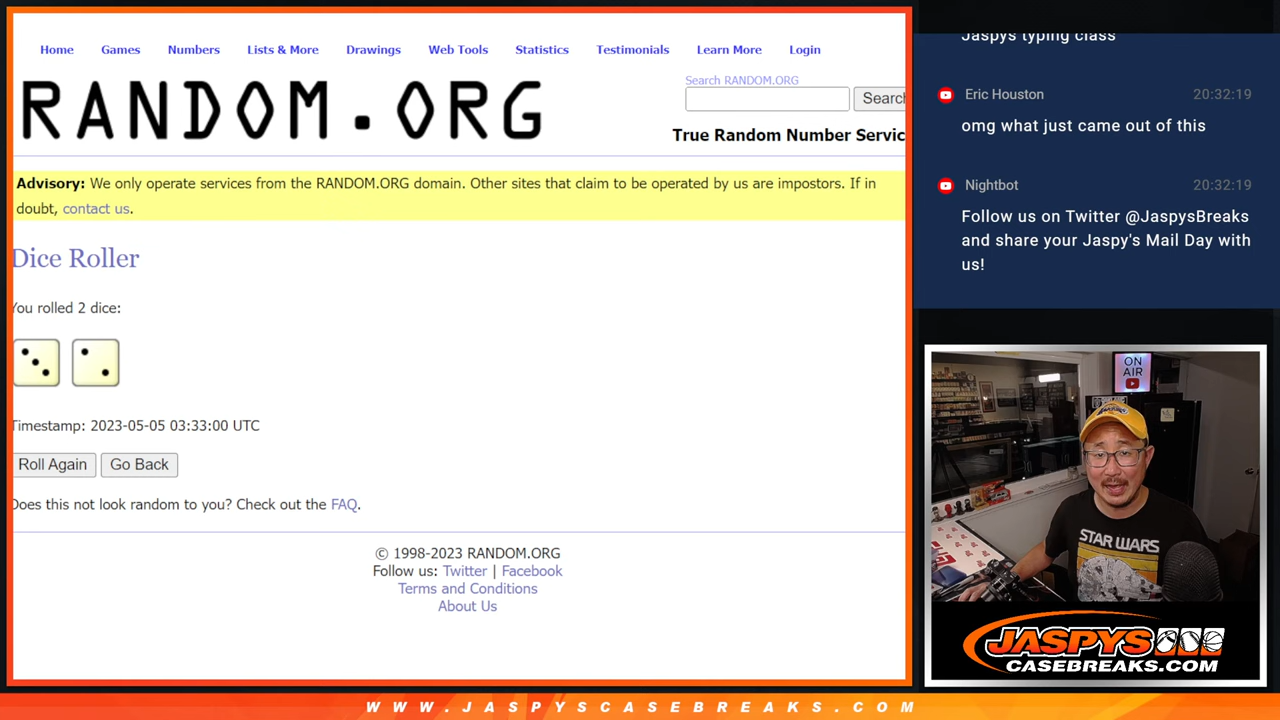 Home Games Numbers Lists & More Drawings Web Tools Statistics Testimonials Learn More Login
RANDOM.ORG
Search RANDOM.ORG
Search
True Random Number Servic
Advisory: We only operate services from the RANDOM.ORG domain. Other sites that claim to be operated by us are impostors. If in
doubt, contact us.
Dice Roller
You rolled 2 dice:
Timestamp: 2023-05-05 03:33:00 UTC
Roll Again Go Back
Does this not look random to you? Check out the FAQ.
© 1998-2023 RANDOM.ORG
Follow us: Twitter | Facebook
Terms and Conditions
About Us
Jaspys typing class
Eric Houston 20:32:19
omg what just came out of this
Nightbot 20:32:19
Follow us on Twitter @JaspysBreaks
and share your Jaspy's Mail Day with
us!
ON
AIR
STAR WARS
JASPYS
CASEBREAKS.COM
WWW.JASPYSCASEBREAKS.COM